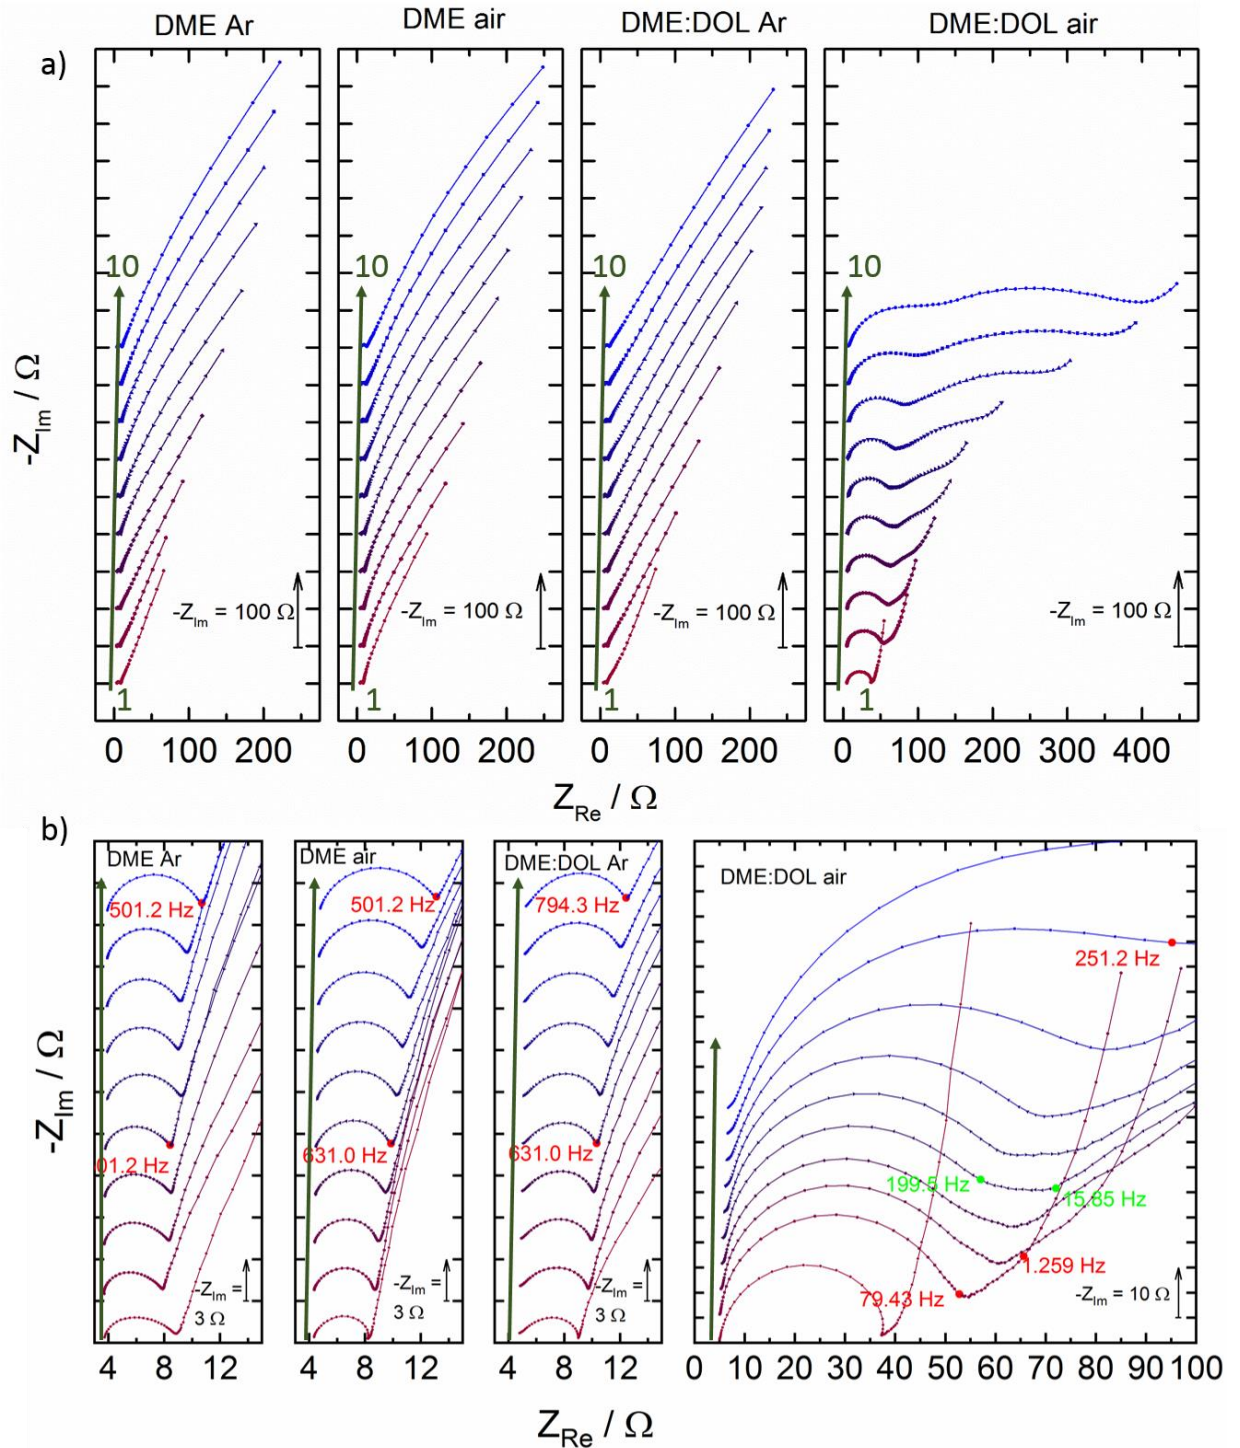 DME Ar DME air DME:DOL Ar DME:DOL air
a)
10 10 10 10
-Z_Im / Ω
-Z_Im = 100 Ω -Z_Im = 100 Ω -Z_Im = 100 Ω -Z_Im = 100 Ω
1 1 1 1
0 100 200 0 100 200 0 100 200 0 100 200 300 400
Z_Re / Ω
b)
DME Ar DME air DME:DOL Ar DME:DOL air
501.2 Hz 501.2 Hz 794.3 Hz
251.2 Hz
-Z_Im / Ω
01.2 Hz 631.0 Hz 631.0 Hz
199.5 Hz 15.85 Hz
1.259 Hz
79.43 Hz
-Z_Im = -Z_Im = -Z_Im = -Z_Im = 10 Ω
3 Ω 3 Ω 3 Ω
4 8 12 4 8 12 4 8 12 0 10 20 30 40 50 60 70 80 90 100
Z_Re / Ω